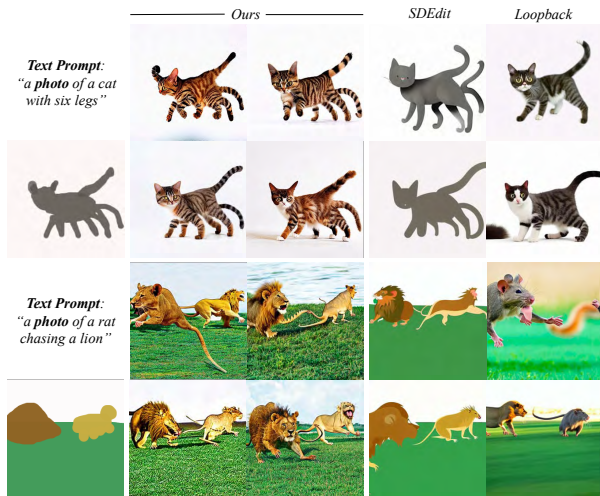 Ours
SDEdit
Loopback
Text Prompt:
“a photo of a cat
with six legs”
Text Prompt:
“a photo of a rat
chasing a lion”